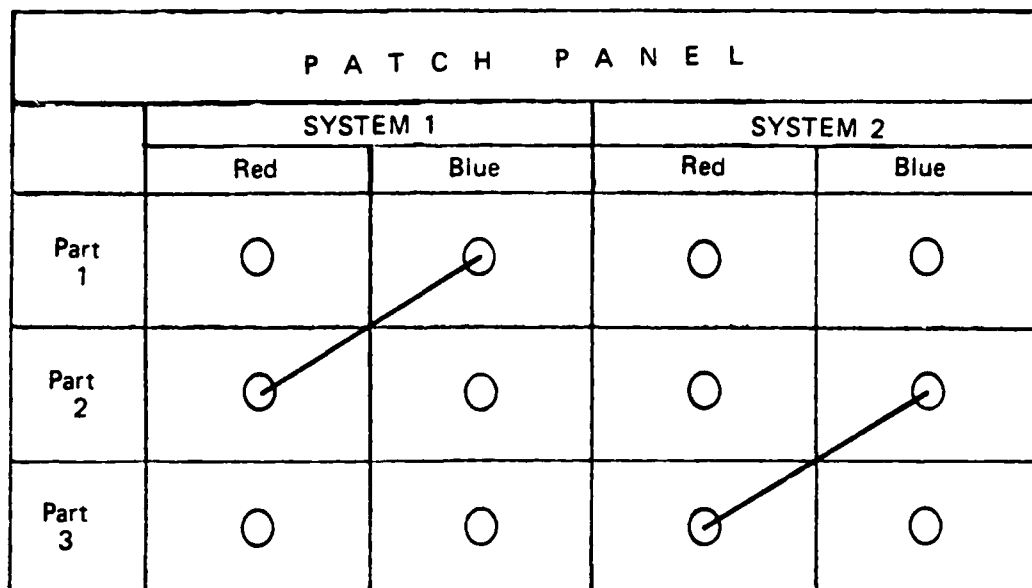 PATCH PANEL
SYSTEM 1 SYSTEM 2
Red Blue Red Blue
Part
1
Part
2
Part
3